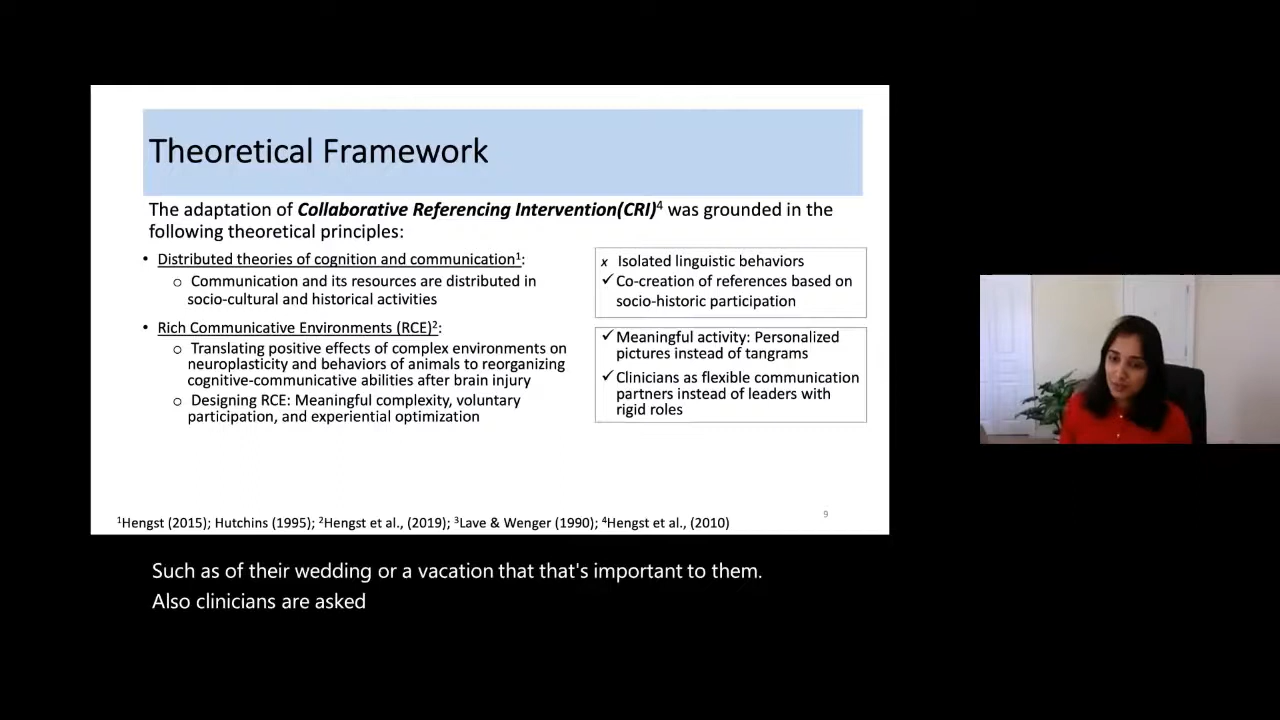 Theoretical Framework
The adaptation of Collaborative Referencing Intervention(CRI)4 was grounded in the
following theoretical principles:
• Distributed theories of cognition and communication1:
o Communication and its resources are distributed in
socio-cultural and historical activities
• Rich Communicative Environments (RCE)2:
o Translating positive effects of complex environments on
neuroplasticity and behaviors of animals to reorganizing
cognitive-communicative abilities after brain injury
o Designing RCE: Meaningful complexity, voluntary
participation, and experiential optimization
x Isolated linguistic behaviors
✓Co-creation of references based on
socio-historic participation
✓Meaningful activity: Personalized
pictures instead of tangrams
✓Clinicians as flexible communication
partners instead of leaders with
rigid roles
1Hengst (2015); Hutchins (1995); 2Hengst et al., (2019); 3Lave & Wenger (1990); 4Hengst et al., (2010)
9
Such as of their wedding or a vacation that that's important to them.
Also clinicians are asked